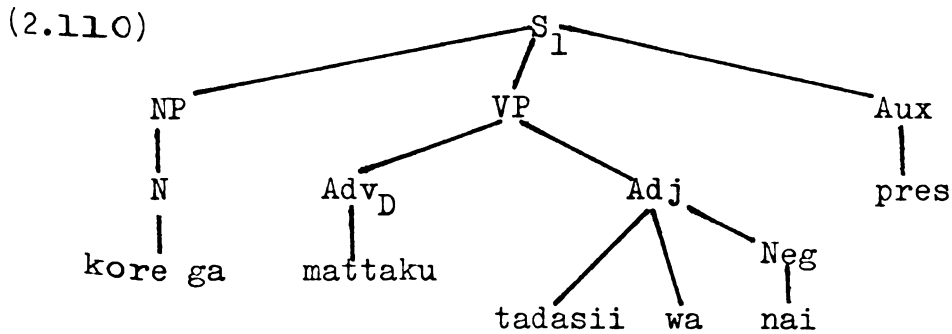 (2.110)
S1
NP VP Aux
N AdvD Adj pres
kore ga mattaku Neg
tadasii wa nai